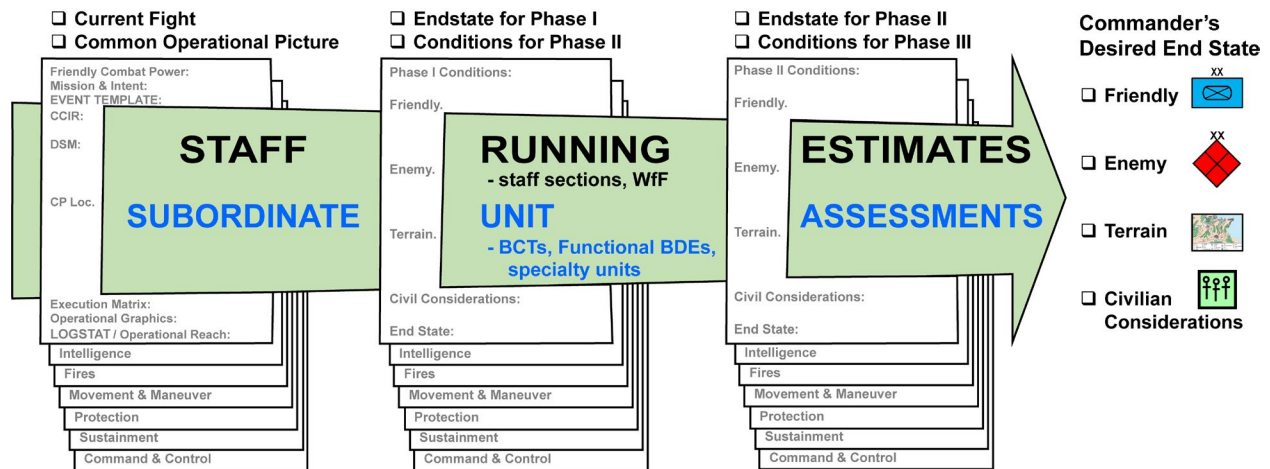 ❑ Current Fight
❑ Common Operational Picture
Friendly Combat Power:
Mission & Intent:
EVENT TEMPLATE:
CCIR:
DSM:
CP Loc.
Execution Matrix:
Operational Graphics:
LOGSTAT / Operational Reach:
Intelligence
Fires
Movement & Maneuver
Protection
Sustainment
Command & Control
❑ Endstate for Phase I
❑ Conditions for Phase II
Phase I Conditions:
Friendly.
Enemy.
Terrain.
Civil Considerations:
End State:
Intelligence
Fires
Movement & Maneuver
Protection
Sustainment
Command & Control
❑ Endstate for Phase II
❑ Conditions for Phase III
Phase II Conditions:
Friendly.
Enemy.
Terrain.
Civil Considerations:
End State:
Intelligence
Fires
Movement & Maneuver
Protection
Sustainment
Command & Control
STAFF RUNNING ESTIMATES
- staff sections, WfF
SUBORDINATE UNIT ASSESSMENTS
- BCTs, Functional BDEs,
specialty units
Commander's
Desired End State
XX
❑ Friendly
XX
❑ Enemy
❑ Terrain
❑ Civilian
Considerations